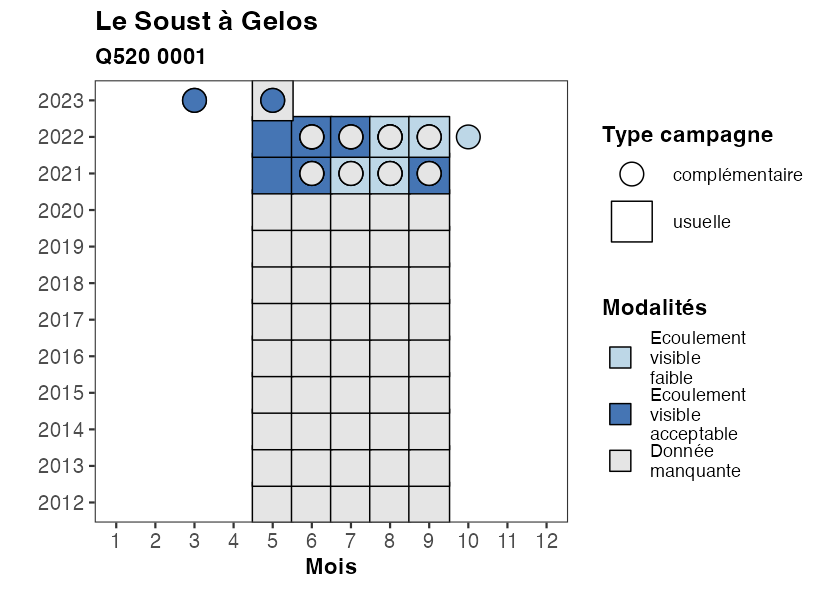 Le Soust à Gelos
Q520 0001
2023
2022
2021
2020
2019
2018
2017
2016
2015
2014
2013
2012
1 2 3 4 5 6 7 8 9 10 11 12
Mois
Type campagne
complémentaire
usuelle
Modalités
Ecoulement
visible
faible
Ecoulement
visible
acceptable
Donnée
manquante